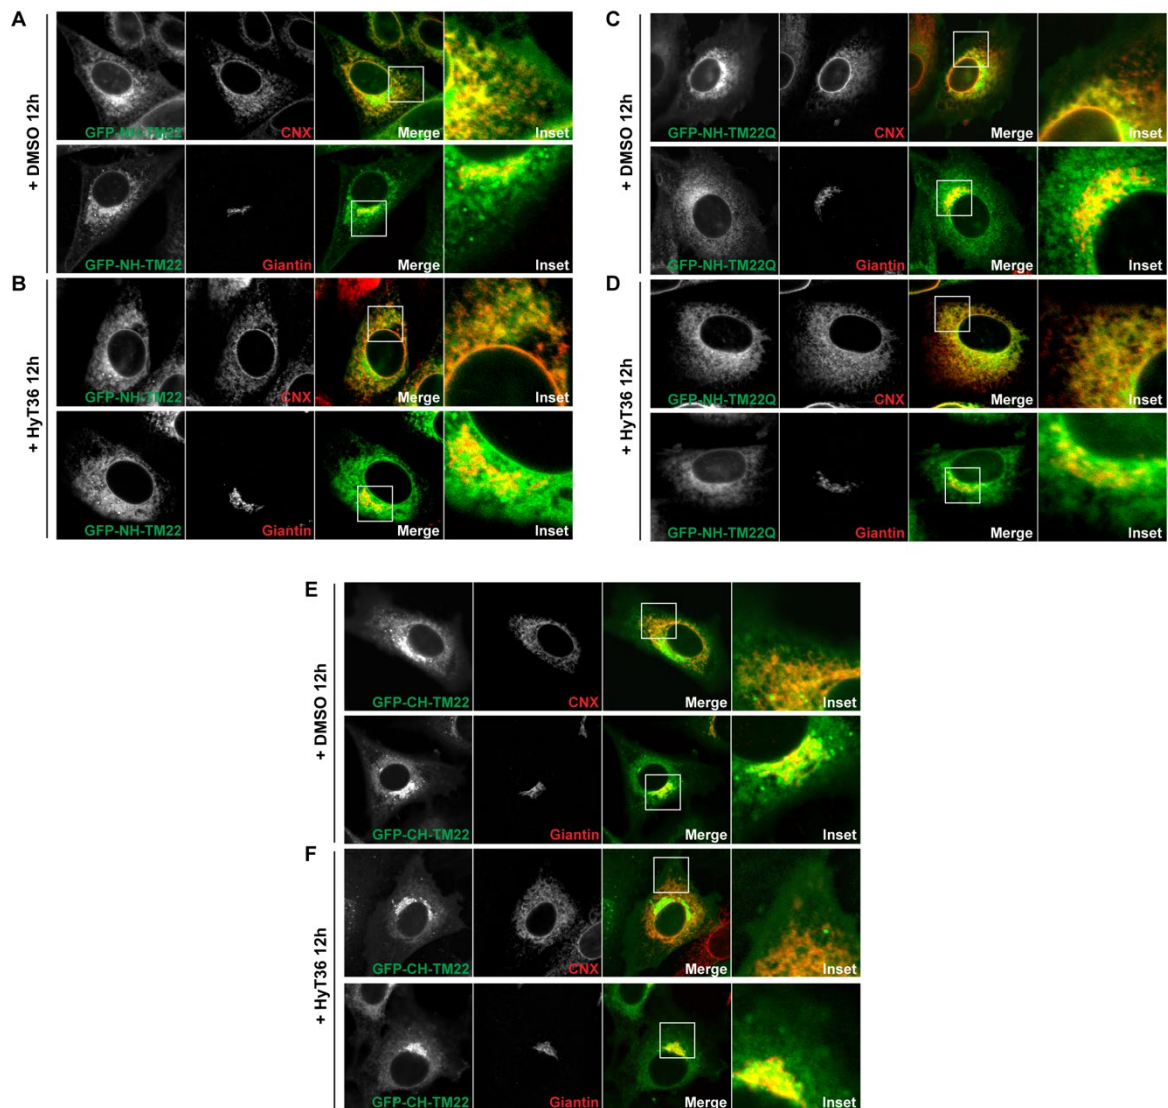 A
+ DMSO 12h
GFP-NH-TM22 CNX Merge Inset
GFP-NH-TM22 Giantin Merge Inset
B
+ HyT36 12h
GFP-NH-TM22 CNX Merge Inset
GFP-NH-TM22 Giantin Merge Inset
C
+ DMSO 12h
GFP-NH-TM22Q CNX Merge Inset
GFP-NH-TM22Q Giantin Merge Inset
D
+ HyT36 12h
GFP-NH-TM22Q CNX Merge Inset
GFP-NH-TM22Q Giantin Merge Inset
E
+ DMSO 12h
GFP-CH-TM22 CNX Merge Inset
GFP-CH-TM22 Giantin Merge Inset
F
+ HyT36 12h
GFP-CH-TM22 CNX Merge Inset
GFP-CH-TM22 Giantin Merge Inset